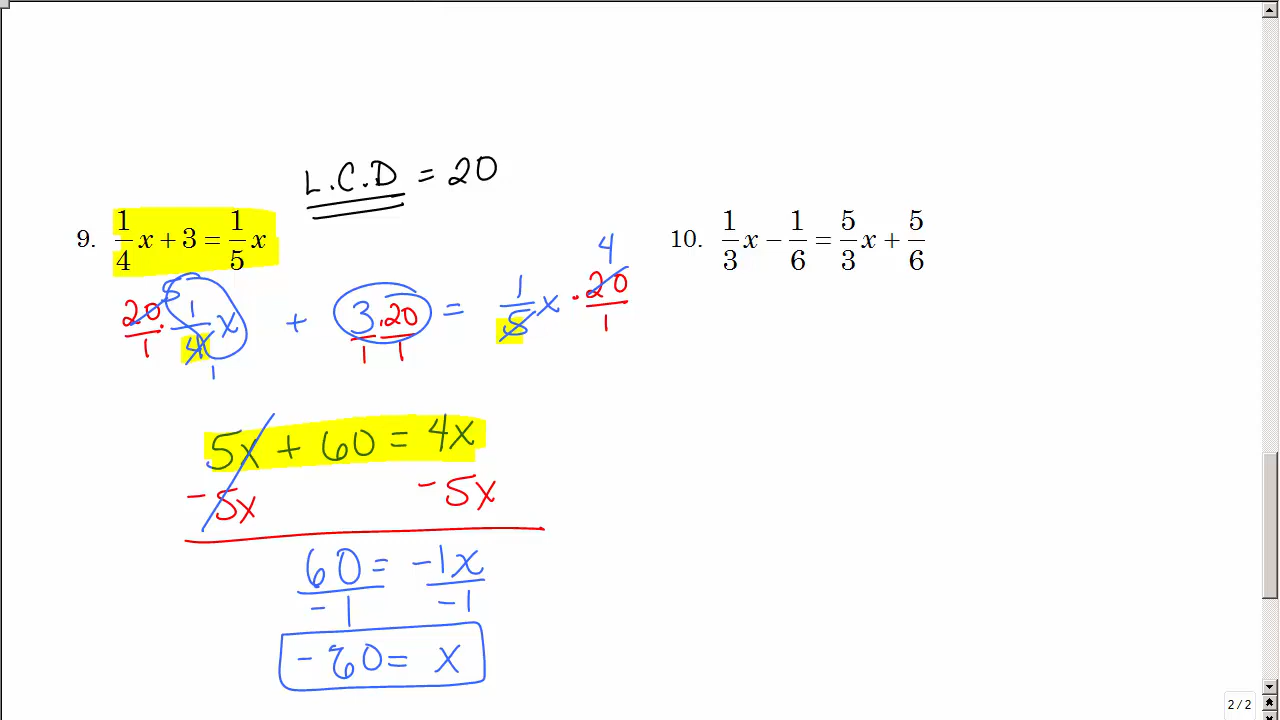 L.C.D = 20
9. 1/4 x + 3 = 1/5 x
10. 1/3 x − 1/6 = 5/3 x + 5/6
5 4
20/1 · 1/4 x + 3/1 · 20/1 = 1/5 x · 20/1
1
5x + 60 = 4x
-5x -5x
60 = -1x
-1 -1
-60 = x
2/2